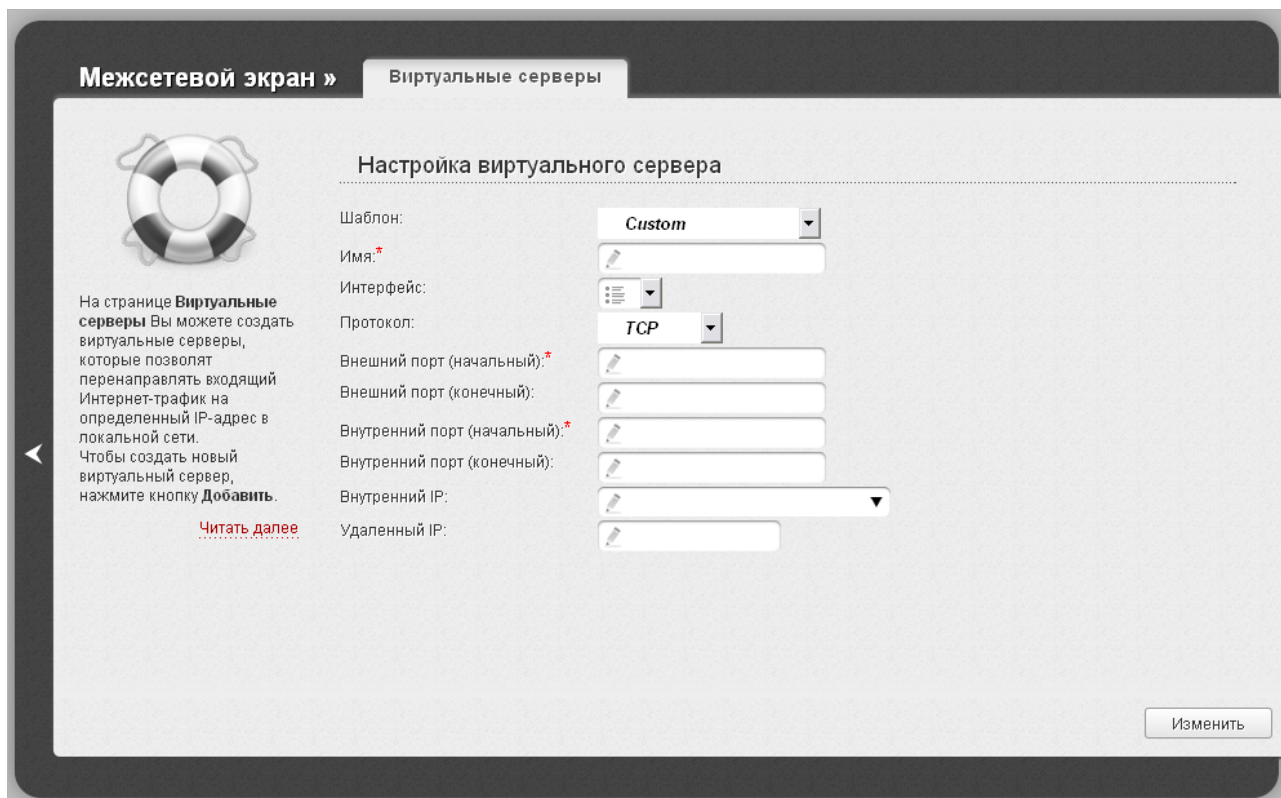 Межсетевой экран »
Виртуальные серверы
На странице Виртуальные
серверы Вы можете создать
виртуальные серверы,
которые позволят
перенаправлять входящий
Интернет-трафик на
определенный IP-адрес в
локальной сети.
Чтобы создать новый
виртуальный сервер,
нажмите кнопку Добавить.
Читать далее
Настройка виртуального сервера
Шаблон: Custom
Имя:*
Интерфейс:
Протокол: TCP
Внешний порт (начальный):*
Внешний порт (конечный):
Внутренний порт (начальный):*
Внутренний порт (конечный):
Внутренний IP:
Удаленный IP:
Изменить